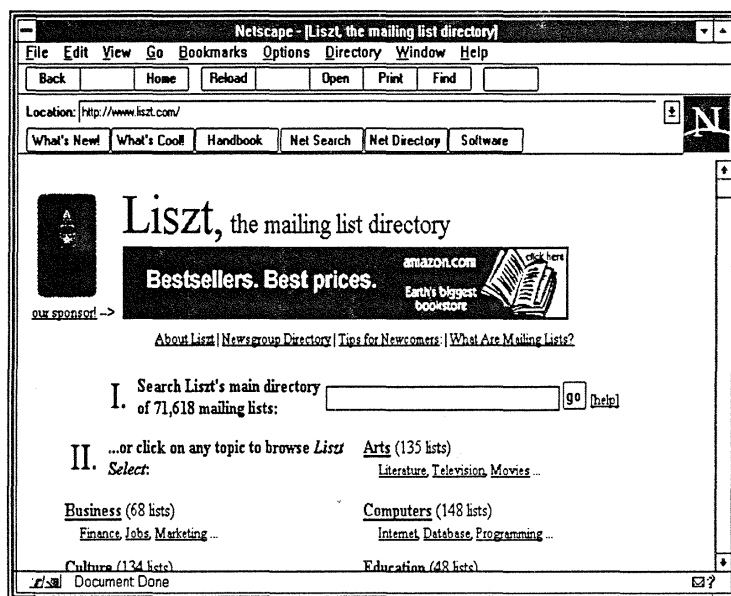 Netscape - [Liszt, the mailing list directory]
File Edit View Go Bookmarks Options Directory Window Help
Back Home Reload Open Print Find
Location: http://www.liszt.com/
What's New! What's Cool! Handbook Net Search Net Directory Software
N
Liszt, the mailing list directory
Bestsellers. Best prices.
amazon.com
click here
Earth's biggest
bookstore
our sponsor! -->
About Liszt | Newsgroup Directory | Tips for Newcomers: | What Are Mailing Lists?
I. Search Liszt's main directory
of 71,618 mailing lists:
go [help]
II. ...or click on any topic to browse Liszt
Select:
Arts (135 lists)
Literature, Television, Movies ...
Business (68 lists)
Finance, Jobs, Marketing ...
Computers (148 lists)
Internet, Database, Programming ...
Culture (134 lists)
Education (48 lists)
Document Done
?